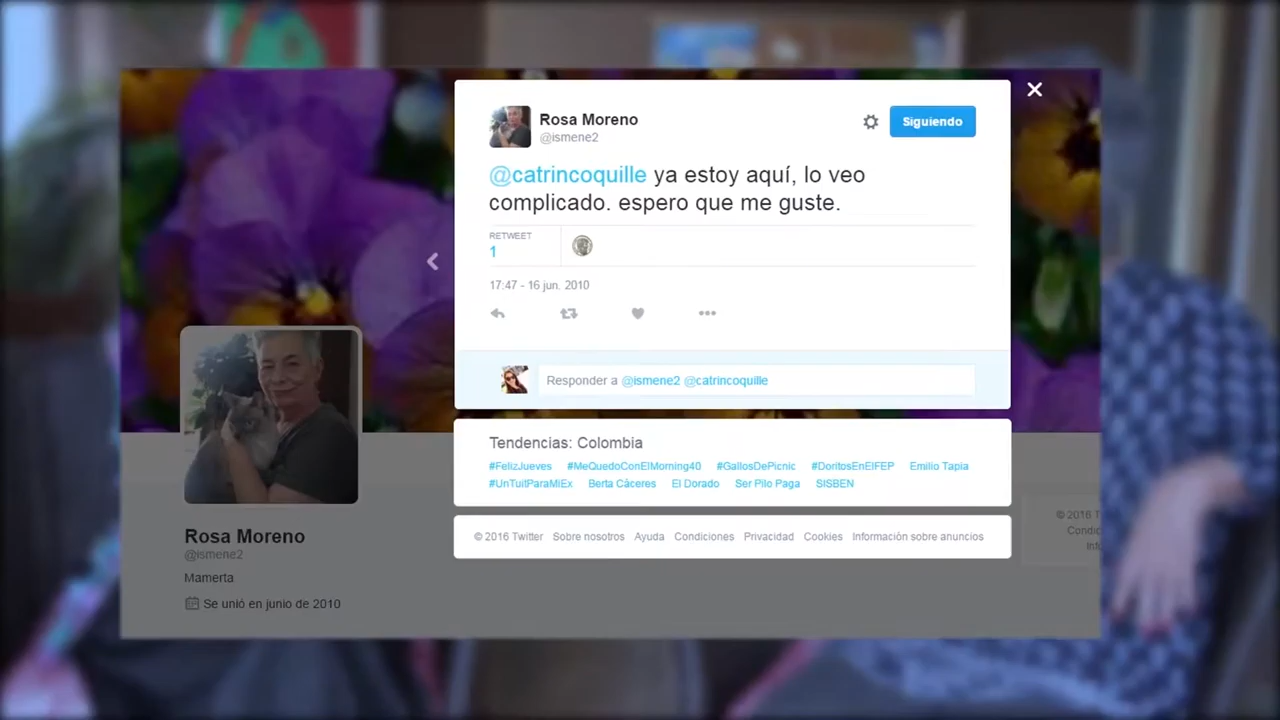 Rosa Moreno
@ismene2
Siguiendo
@catrincoquille ya estoy aquí, lo veo
complicado. espero que me guste.
RETWEET
1
17:47 - 16 jun. 2010
Responder a @ismene2 @catrincoquille
Tendencias: Colombia
#FelizJueves #MeQuedoConElMorning40 #GallosDePicnic #DoritosEnElFEP Emilio Tapia
#UnTuitParaMiEx Berta Cáceres El Dorado Ser Pilo Paga SISBEN
© 2016 Twitter Sobre nosotros Ayuda Condiciones Privacidad Cookies Información sobre anuncios
Rosa Moreno
@ismene2
Mamerta
Se unió en junio de 2010
© 2016 T
Condic
Inf